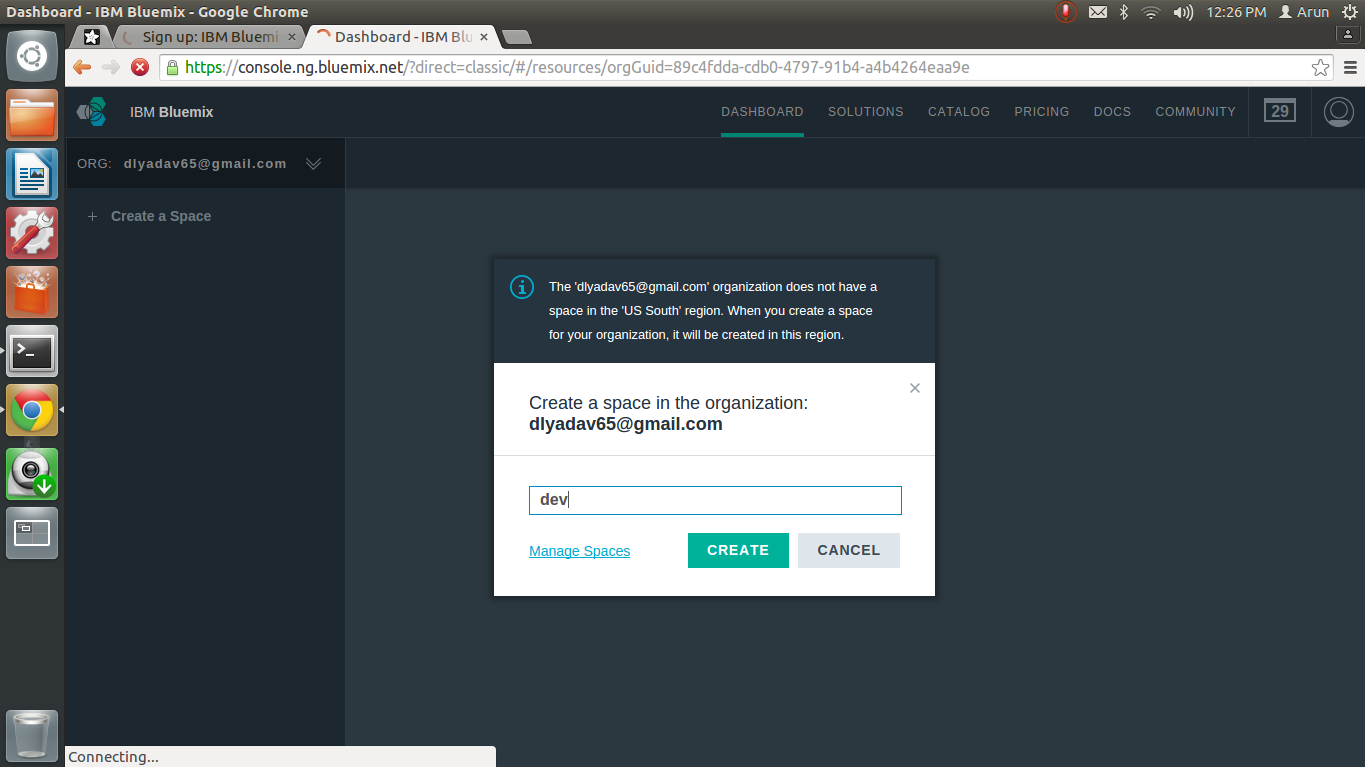 Dashboard - IBM Bluemix - Google Chrome
12:26 PM Arun
Sign up: IBM Bluemi
Dashboard - IBM Blu
https://console.ng.bluemix.net/?direct=classic/#/resources/orgGuid=89c4fdda-cdb0-4797-91b4-a4b4264eaa9e
IBM Bluemix
DASHBOARD SOLUTIONS CATALOG PRICING DOCS COMMUNITY 29
ORG: dlyadav65@gmail.com
+ Create a Space
The 'dlyadav65@gmail.com' organization does not have a
space in the 'US South' region. When you create a space
for your organization, it will be created in this region.
Create a space in the organization:
dlyadav65@gmail.com
dev
Manage Spaces CREATE CANCEL
Connecting...